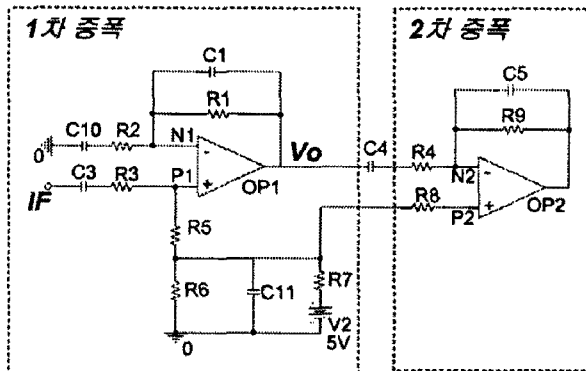 1차 증폭
2차 증폭
C1
R1
C5
R9
C10
R2
N1
-
0
C3
R3
P1
+
OP1
Vo
C4
R4
N2
-
IF
R8
P2
+
OP2
R5
R6
C11
R7
V2
5V
0